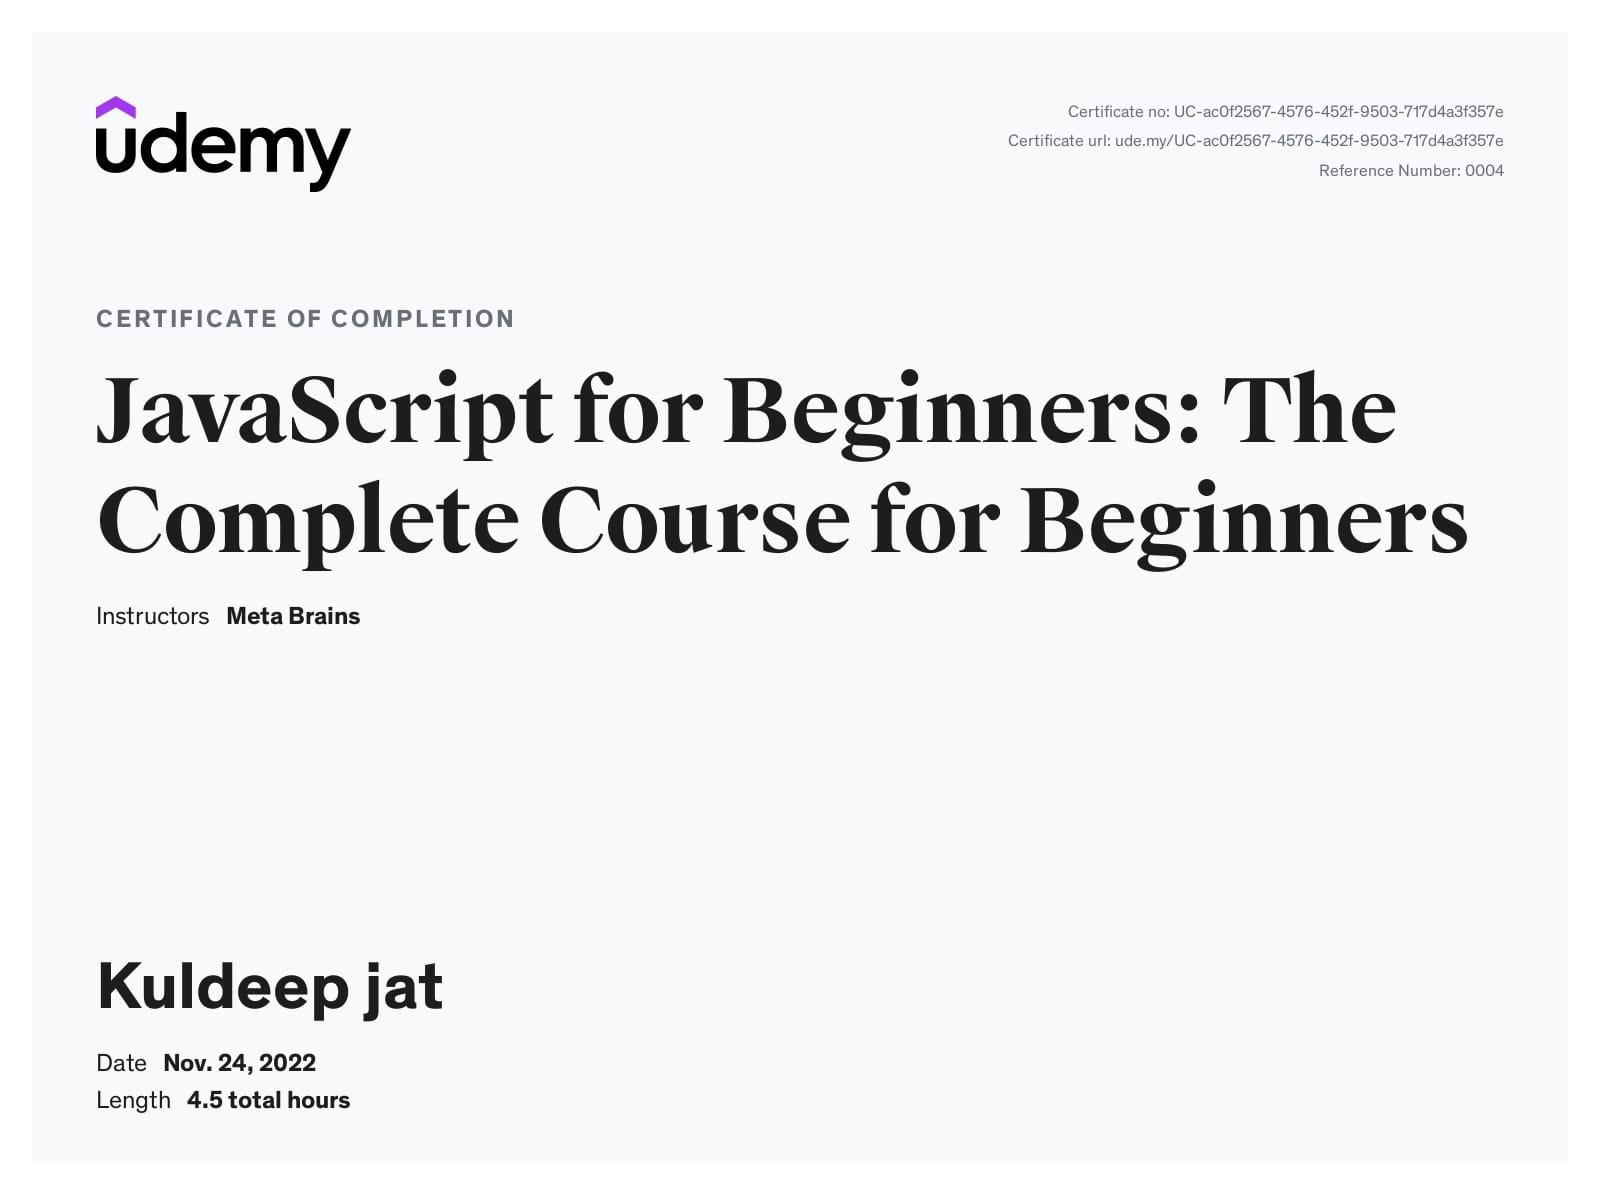 udemy
Certificate no: UC-ac0f2567-4576-452f-9503-717d4a3f357e
Certificate url: ude.my/UC-ac0f2567-4576-452f-9503-717d4a3f357e
Reference Number: 0004
CERTIFICATE OF COMPLETION
JavaScript for Beginners: The
Complete Course for Beginners
Instructors Meta Brains
Kuldeep jat
Date Nov. 24, 2022
Length 4.5 total hours